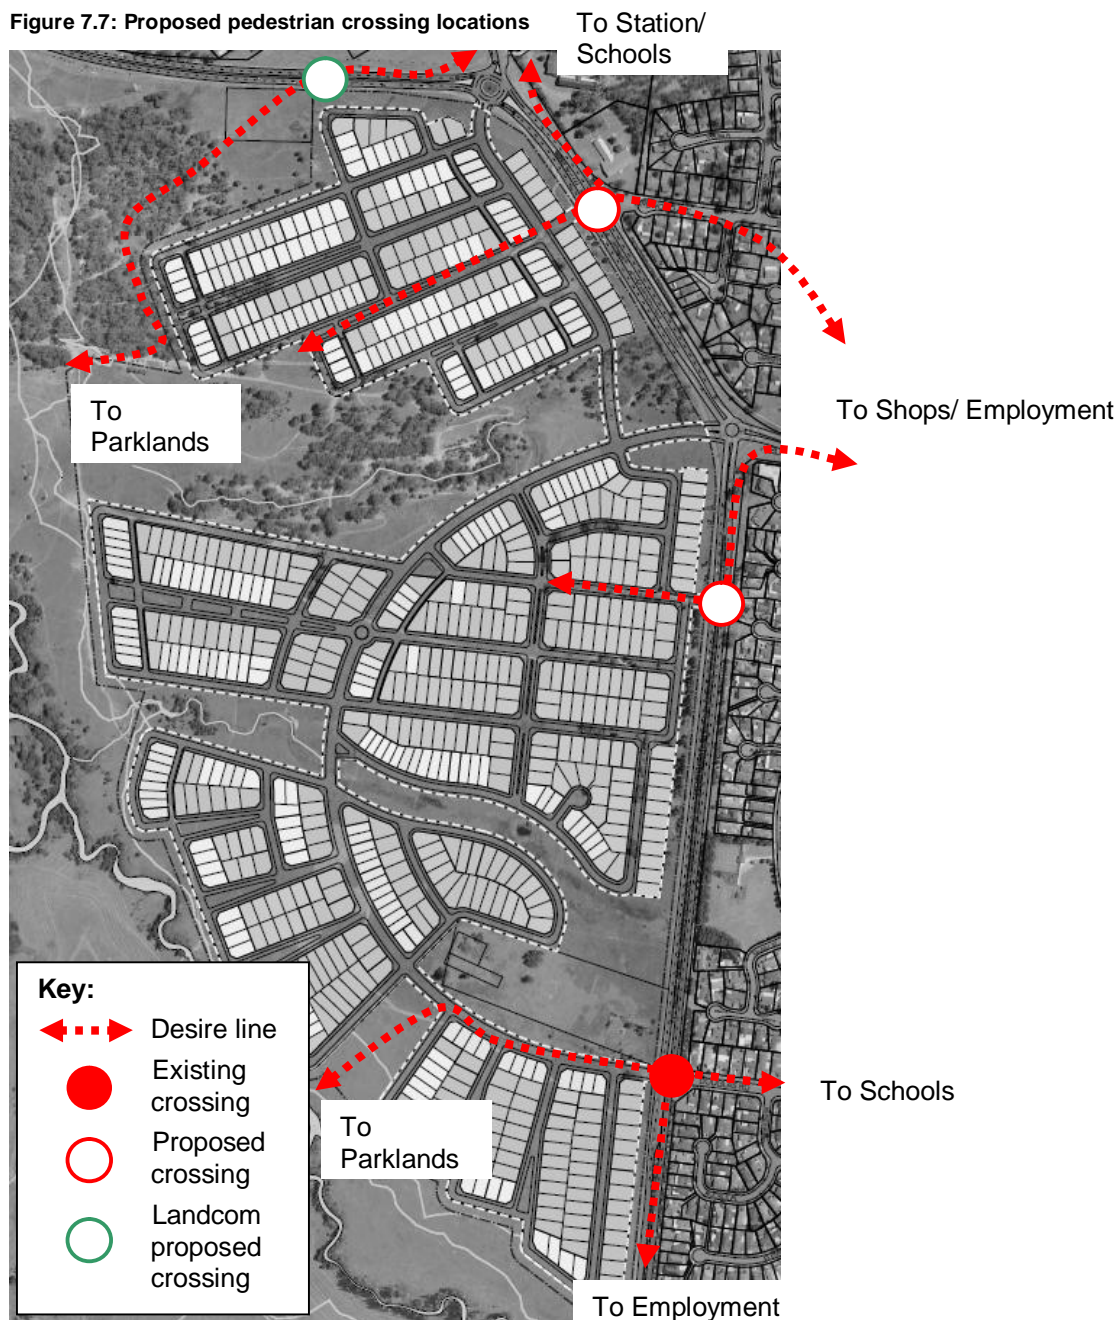 Figure 7.7: Proposed pedestrian crossing locations
To Station/
Schools
To
Parklands
To Shops/ Employment
Key:
Desire line
Existing
crossing
Proposed
crossing
Landcom
proposed
crossing
To
Parklands
To Schools
To Employment